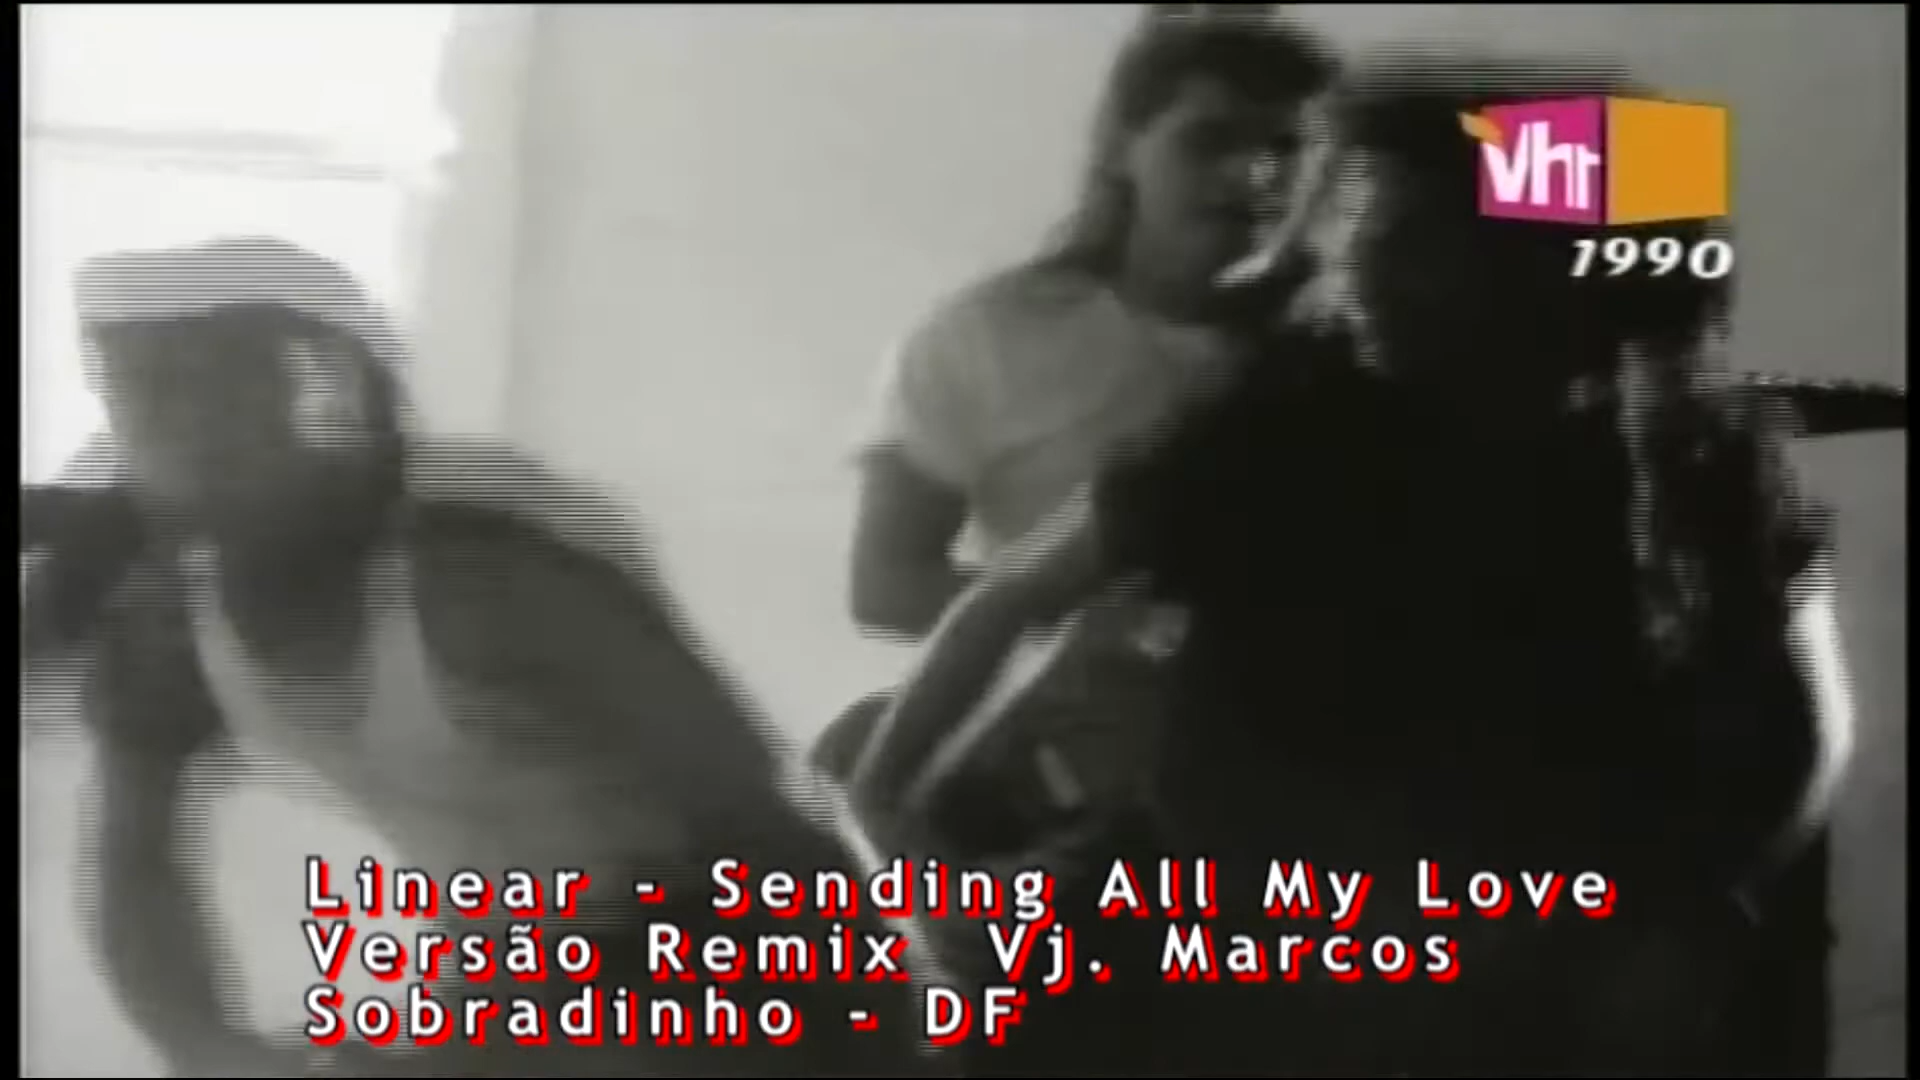 vh1
1990
Linear - Sending All My Love
Versão Remix Vj. Marcos
Sobradinho - DF